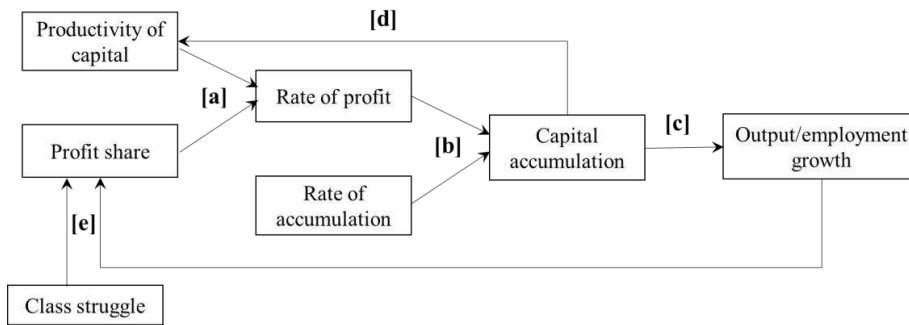 [d]
Productivity of
capital
[a]
Rate of profit
Profit share
[b]
Capital
accumulation
[c]
Output/employment
growth
Rate of
accumulation
[e]
Class struggle